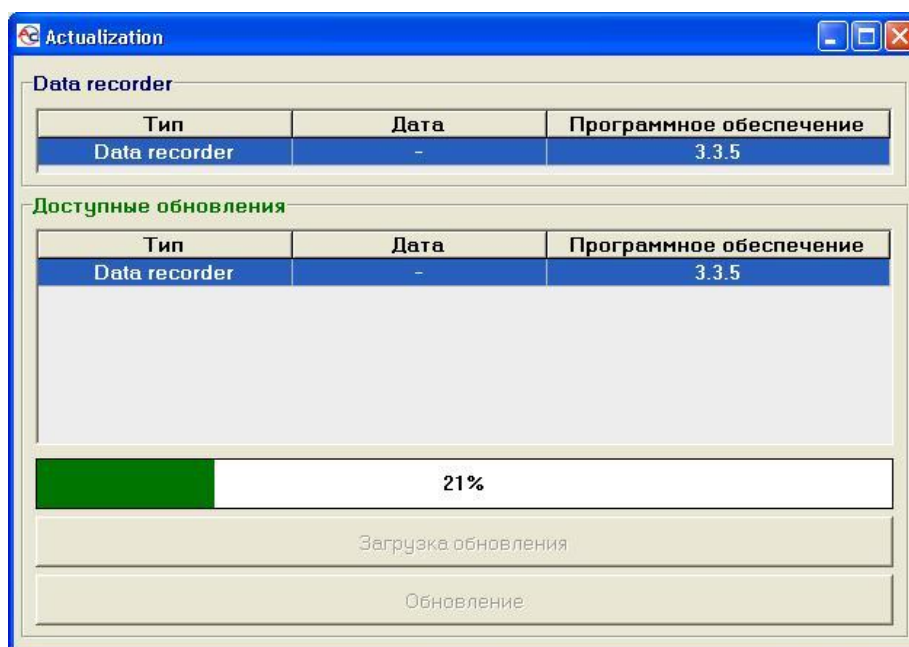 Actualization
Data recorder
Тип Дата Программное обеспечение
Data recorder - 3.3.5
Доступные обновления
Тип Дата Программное обеспечение
Data recorder - 3.3.5
21%
Загрузка обновления
Обновление